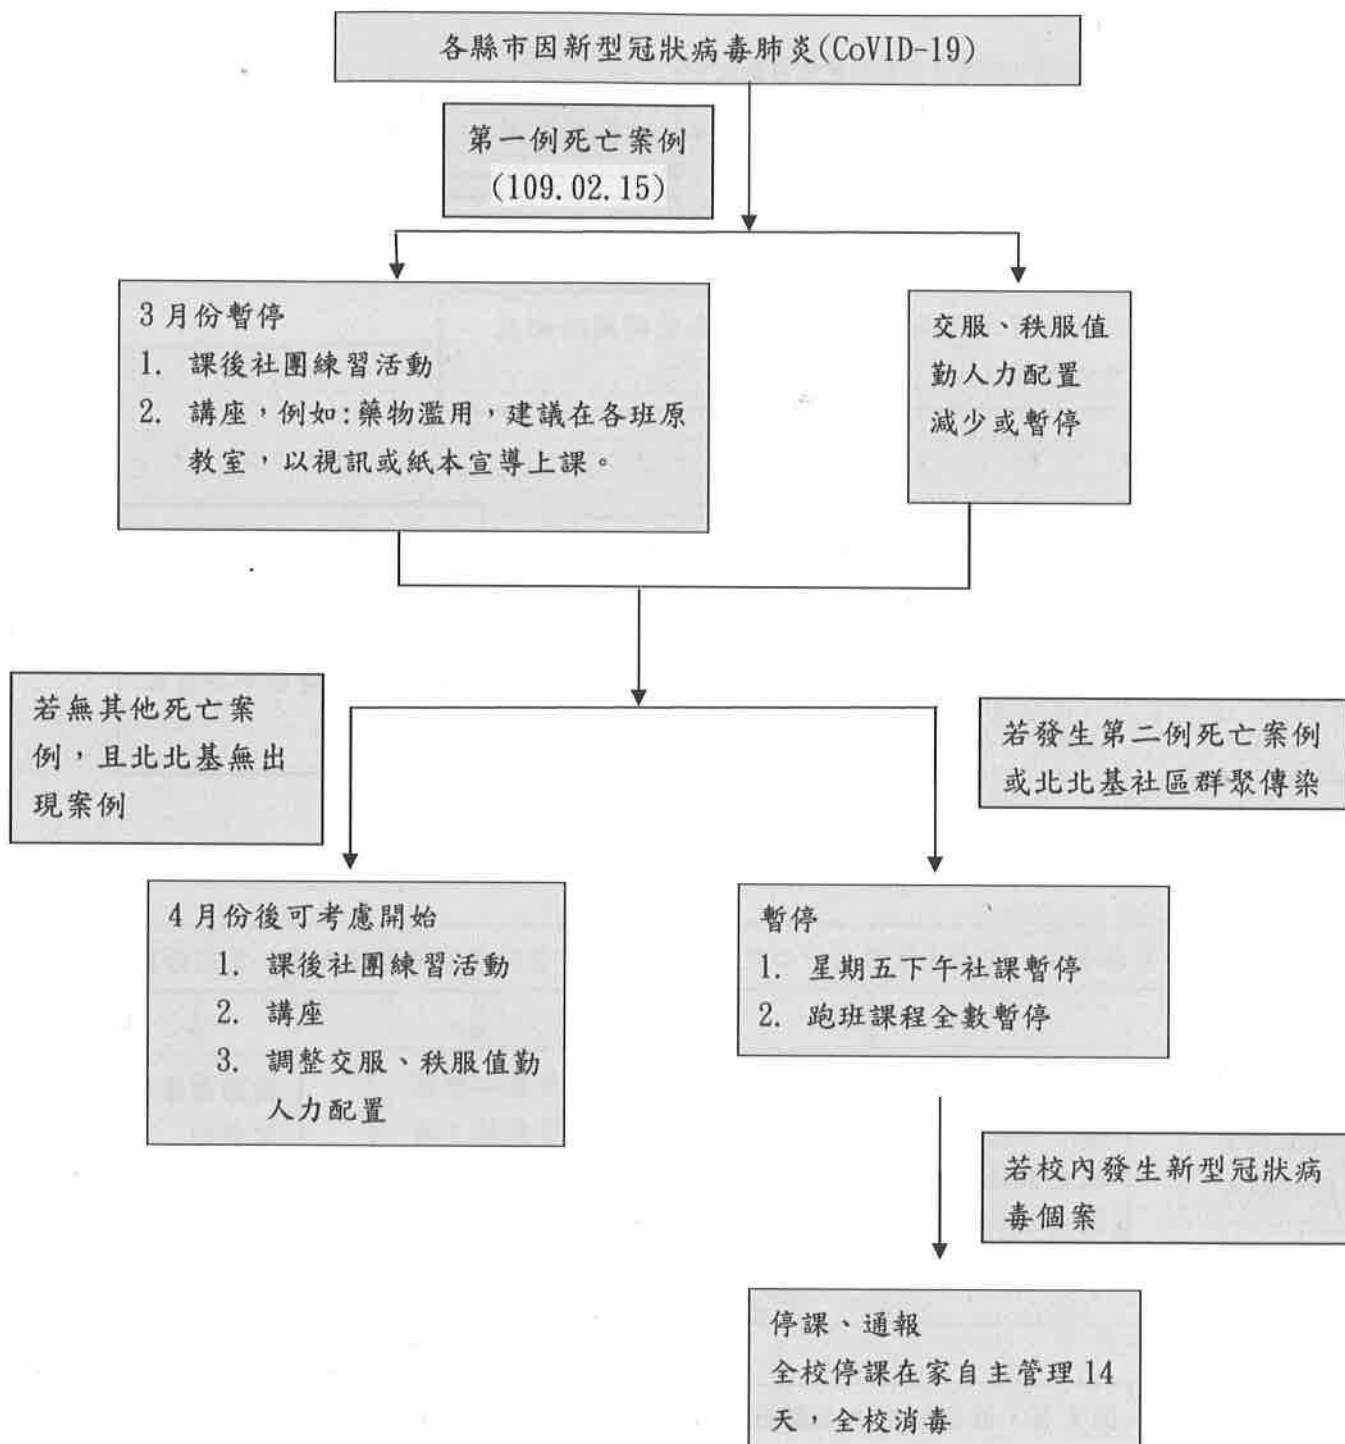 各縣市因新型冠狀病毒肺炎(CoVID-19)
第一例死亡案例
(109.02.15)
3月份暫停
1. 課後社團練習活動
2. 講座，例如:藥物濫用，建議在各班原
教室，以視訊或紙本宣導上課。
交服、秩服值
勤人力配置
減少或暫停
若無其他死亡案
例，且北北基無出
現案例
若發生第二例死亡案例
或北北基社區群聚傳染
4月份後可考慮開始
1. 課後社團練習活動
2. 講座
3. 調整交服、秩服值勤
人力配置
暫停
1. 星期五下午社課暫停
2. 跑班課程全數暫停
若校內發生新型冠狀病
毒個案
停課、通報
全校停課在家自主管理14
天，全校消毒